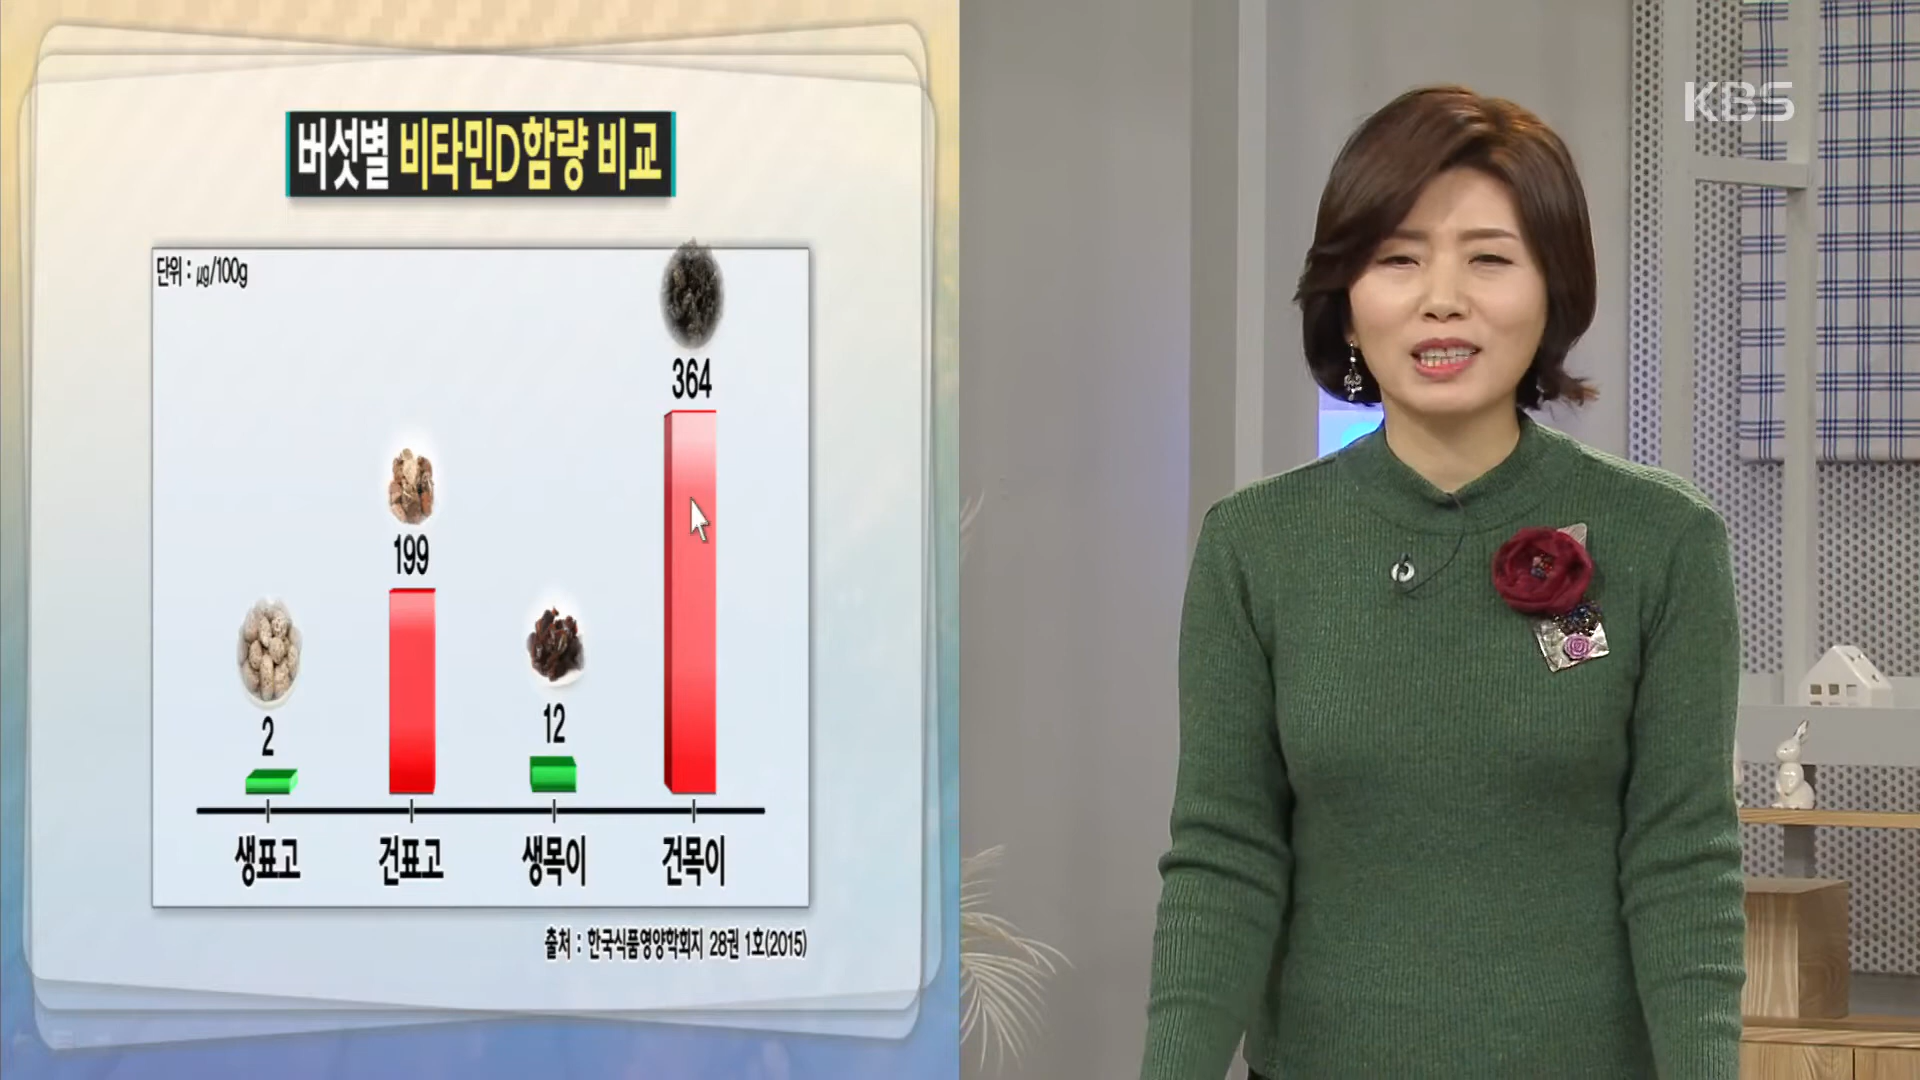 버섯별 비타민D함량 비교
단위 : ㎍/100g
364
199
2
12
생표고 건표고 생목이 건목이
출처 : 한국식품영양학회지 28권 1호(2015)
KBS